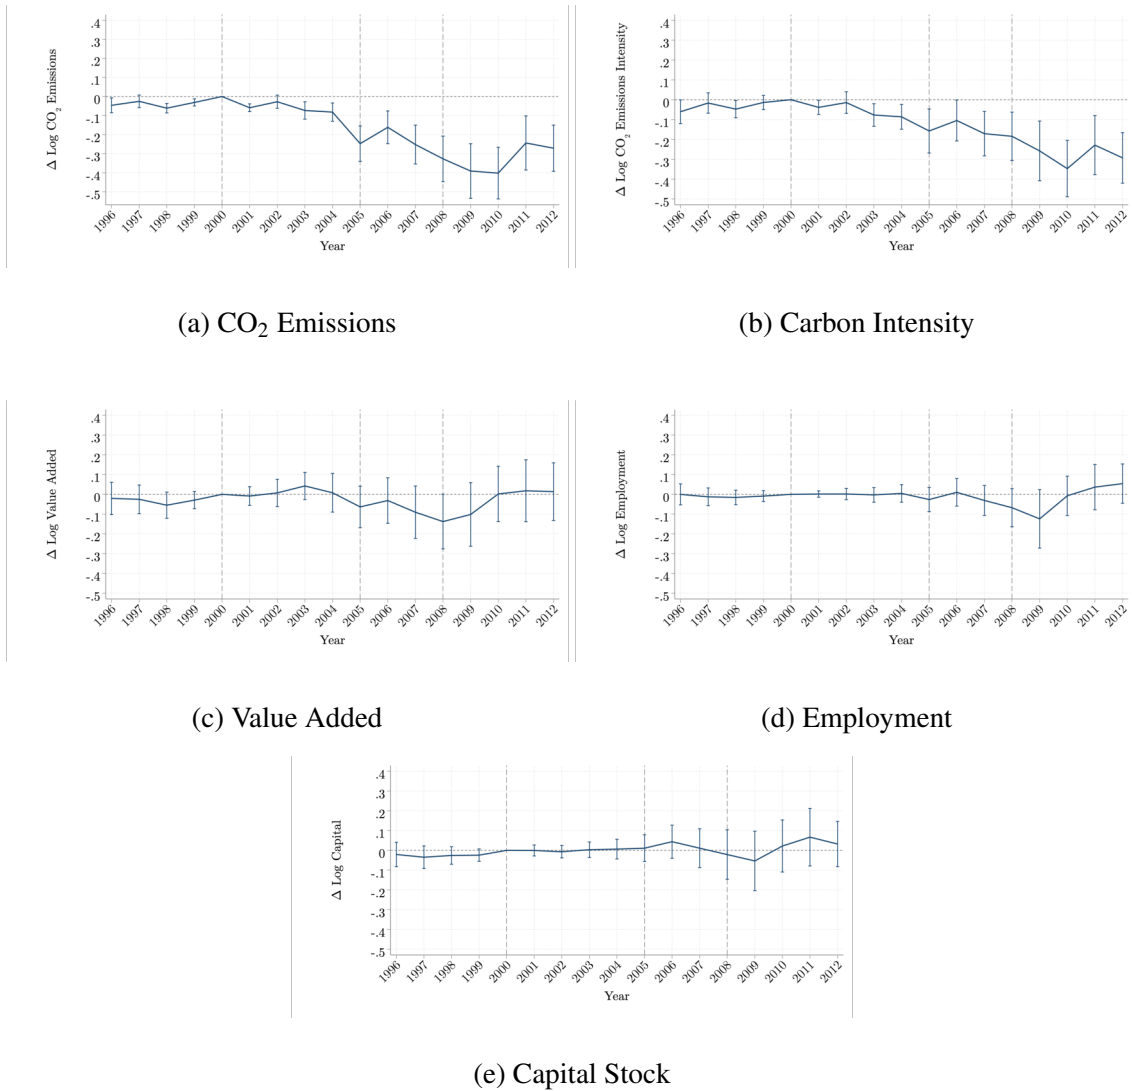 Δ Log CO₂ Emissions
.4
.3
.2
.1
0
-.1
-.2
-.3
-.4
-.5
1996 1997 1998 1999 2000 2001 2002 2003 2004 2005 2006 2007 2008 2009 2010 2011 2012
Year
(a) CO₂ Emissions
Δ Log CO₂ Emissions Intensity
.4
.3
.2
.1
0
-.1
-.2
-.3
-.4
-.5
1996 1997 1998 1999 2000 2001 2002 2003 2004 2005 2006 2007 2008 2009 2010 2011 2012
Year
(b) Carbon Intensity
Δ Log Value Added
.4
.3
.2
.1
0
-.1
-.2
-.3
-.4
-.5
1996 1997 1998 1999 2000 2001 2002 2003 2004 2005 2006 2007 2008 2009 2010 2011 2012
Year
(c) Value Added
Δ Log Employment
.4
.3
.2
.1
0
-.1
-.2
-.3
-.4
-.5
1996 1997 1998 1999 2000 2001 2002 2003 2004 2005 2006 2007 2008 2009 2010 2011 2012
Year
(d) Employment
Δ Log Capital
.4
.3
.2
.1
0
-.1
-.2
-.3
-.4
-.5
1996 1997 1998 1999 2000 2001 2002 2003 2004 2005 2006 2007 2008 2009 2010 2011 2012
Year
(e) Capital Stock